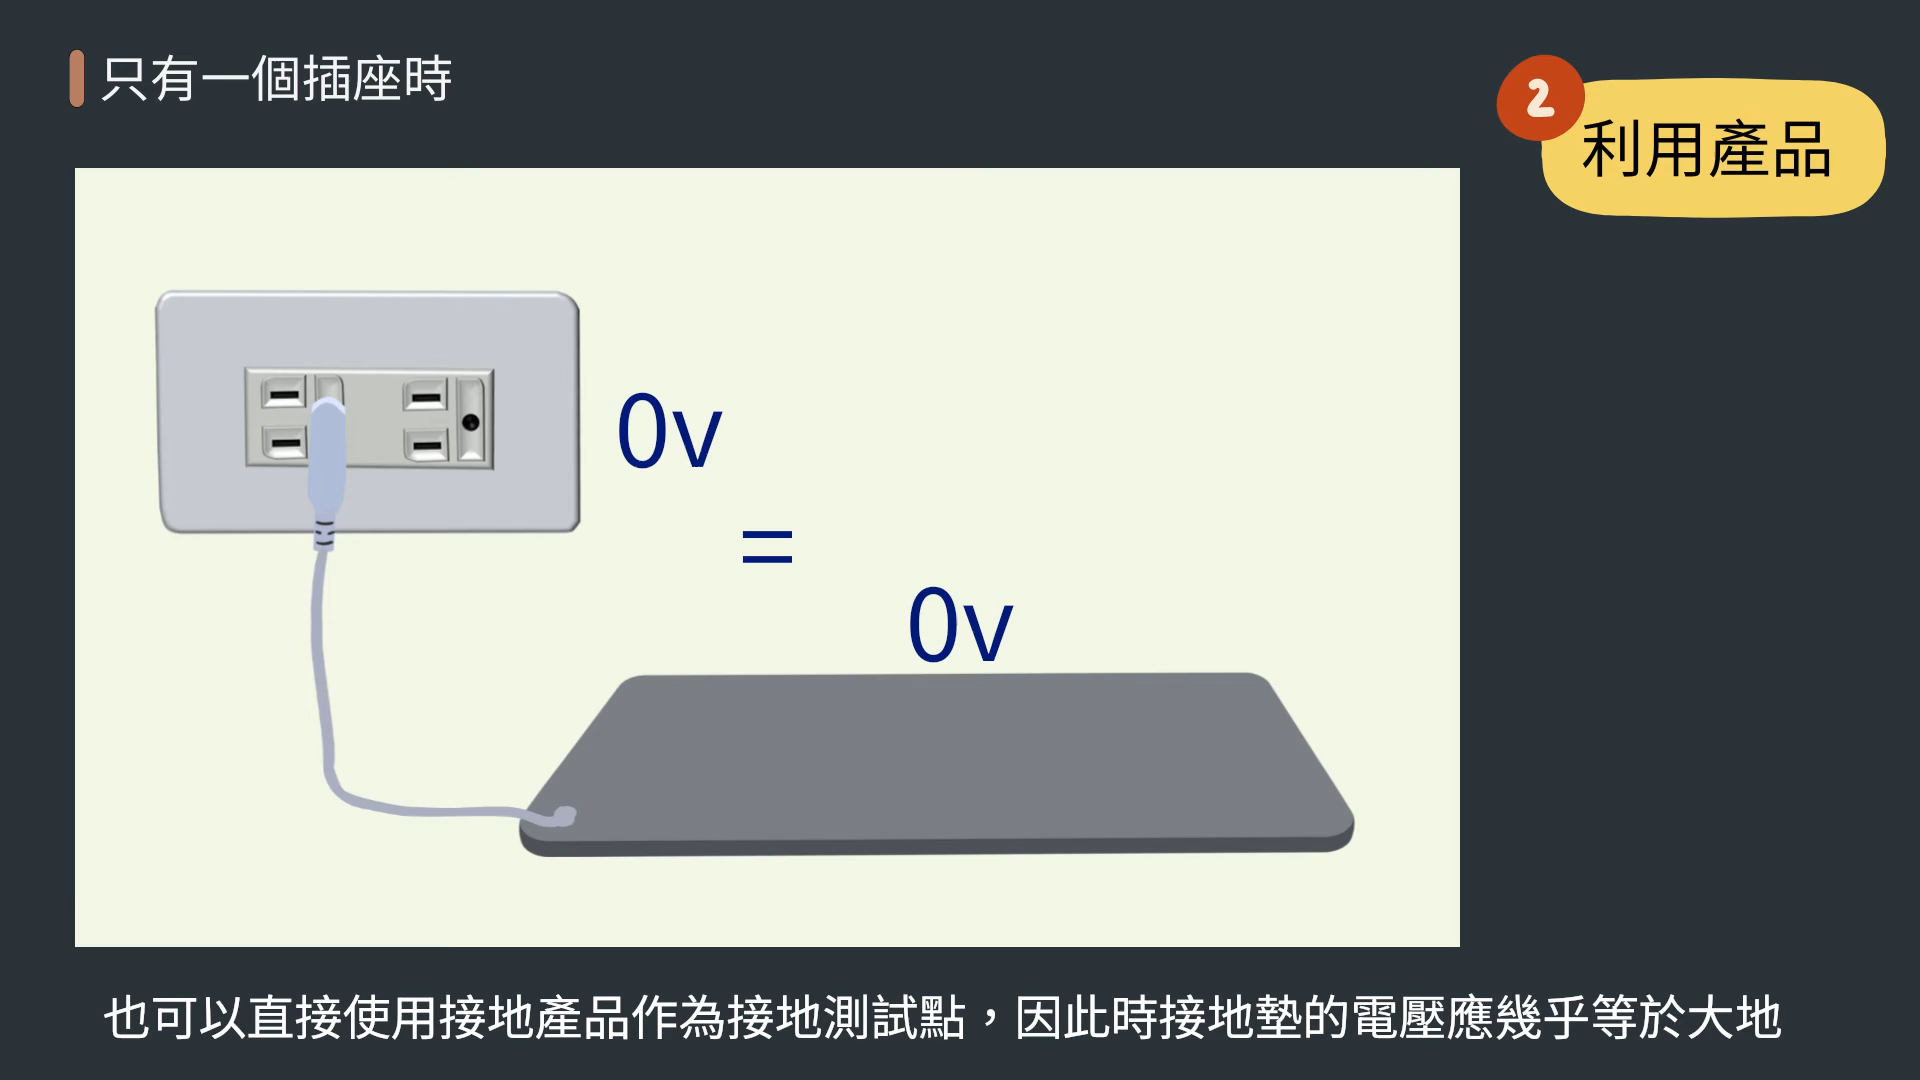 只有一個插座時
2
利用產品
0v
=
0v
也可以直接使用接地產品作為接地測試點，因此時接地墊的電壓應幾乎等於大地